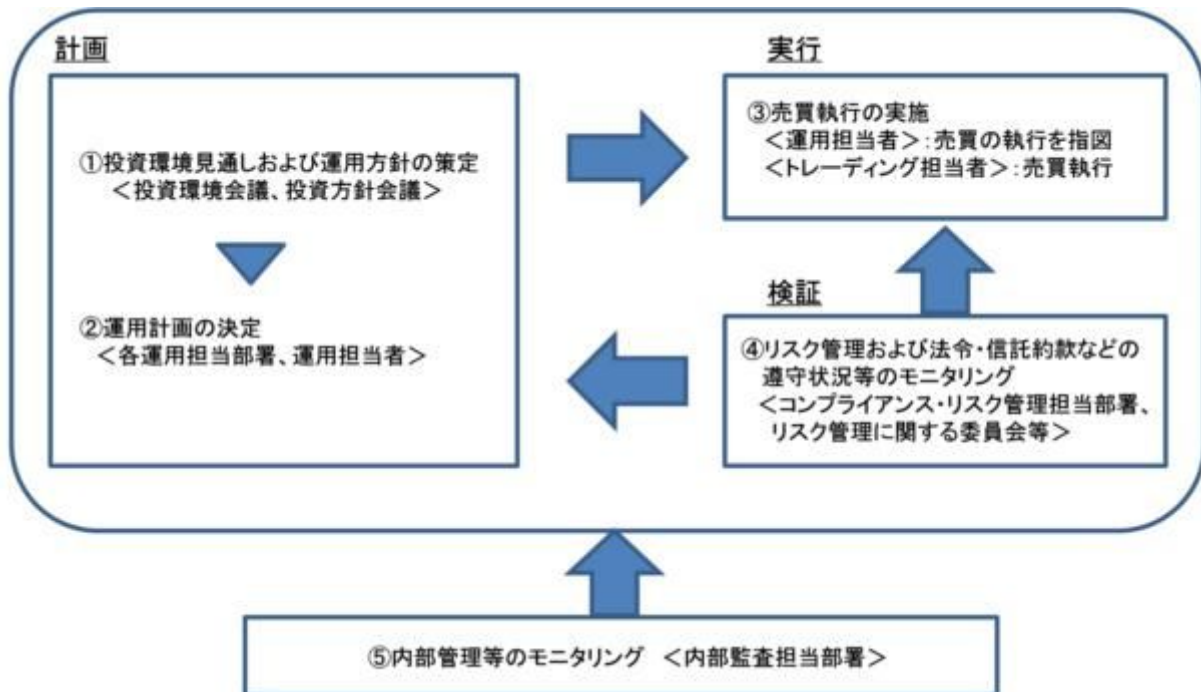 計画
①投資環境見通しおよび運用方針の策定
＜投資環境会議、投資方針会議＞
②運用計画の決定
＜各運用担当部署、運用担当者＞
実行
③売買執行の実施
＜運用担当者＞：売買の執行を指図
＜トレーディング担当者＞：売買執行
検証
④リスク管理および法令・信託約款などの
遵守状況等のモニタリング
＜コンプライアンス・リスク管理担当部署、
リスク管理に関する委員会等＞
⑤内部管理等のモニタリング　＜内部監査担当部署＞